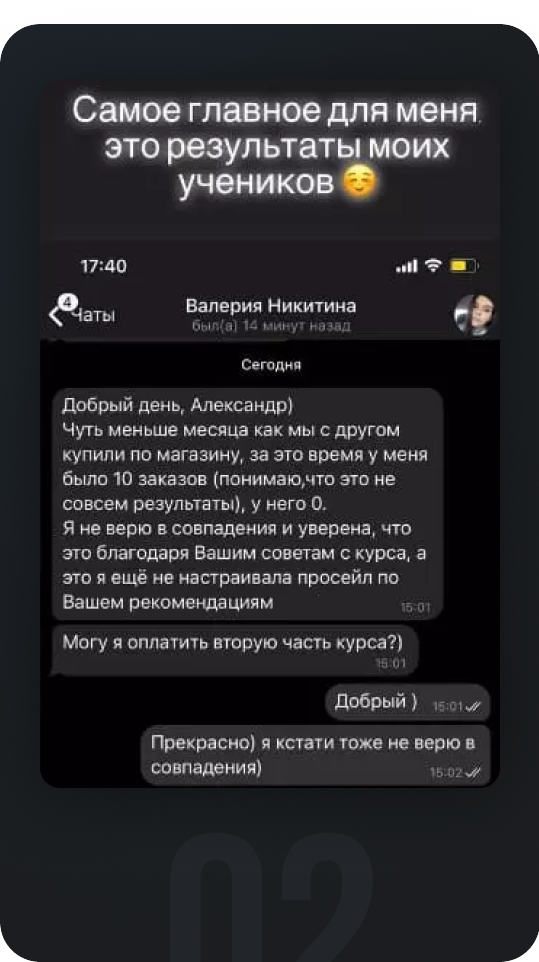 Самое главное для меня
это результаты моих
учеников ☺️
17:40
4
Чаты
Валерия Никитина
был(а) 14 минут назад
Сегодня
Добрый день, Александр)
Чуть меньше месяца как мы с другом
купили по магазину, за это время у меня
было 10 заказов (понимаю,что это не
совсем результаты), у него 0.
Я не верю в совпадения и уверена, что
это благодаря Вашим советам с курса, а
это я ещё не настраивала просейл по
Вашем рекомендациям
15:01
Могу я оплатить вторую часть курса?)
15:01
Добрый )
15:01
Прекрасно) я кстати тоже не верю в
совпадения)
15:02
02